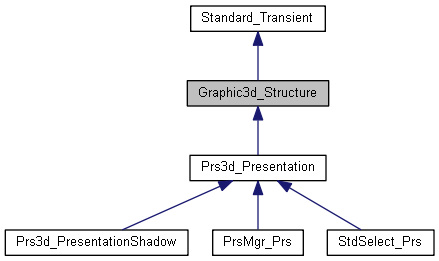 Standard_Transient
Graphic3d_Structure
Prs3d_Presentation
Prs3d_PresentationShadow
PrsMgr_Prs
StdSelect_Prs